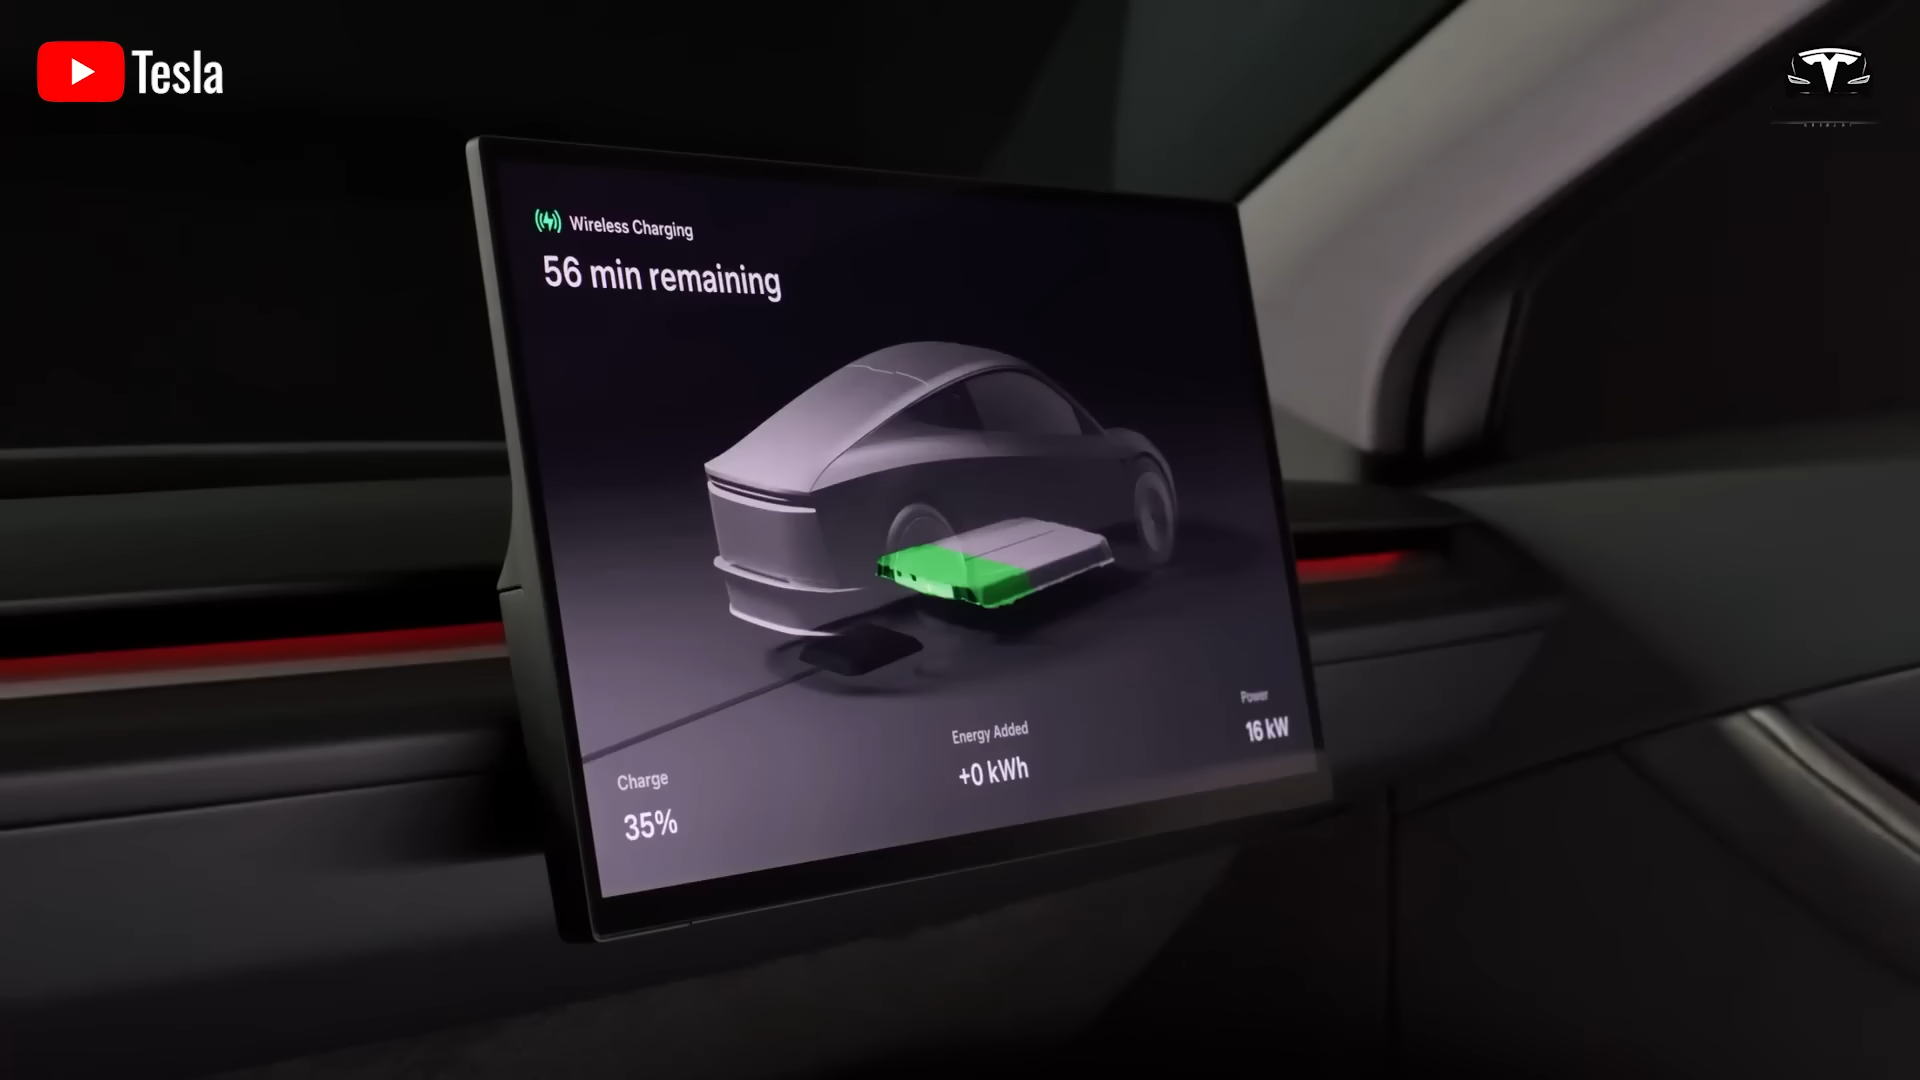 Tesla
Wireless Charging
56 min remaining
Power
16 kW
Energy Added
+0 kWh
Charge
35%